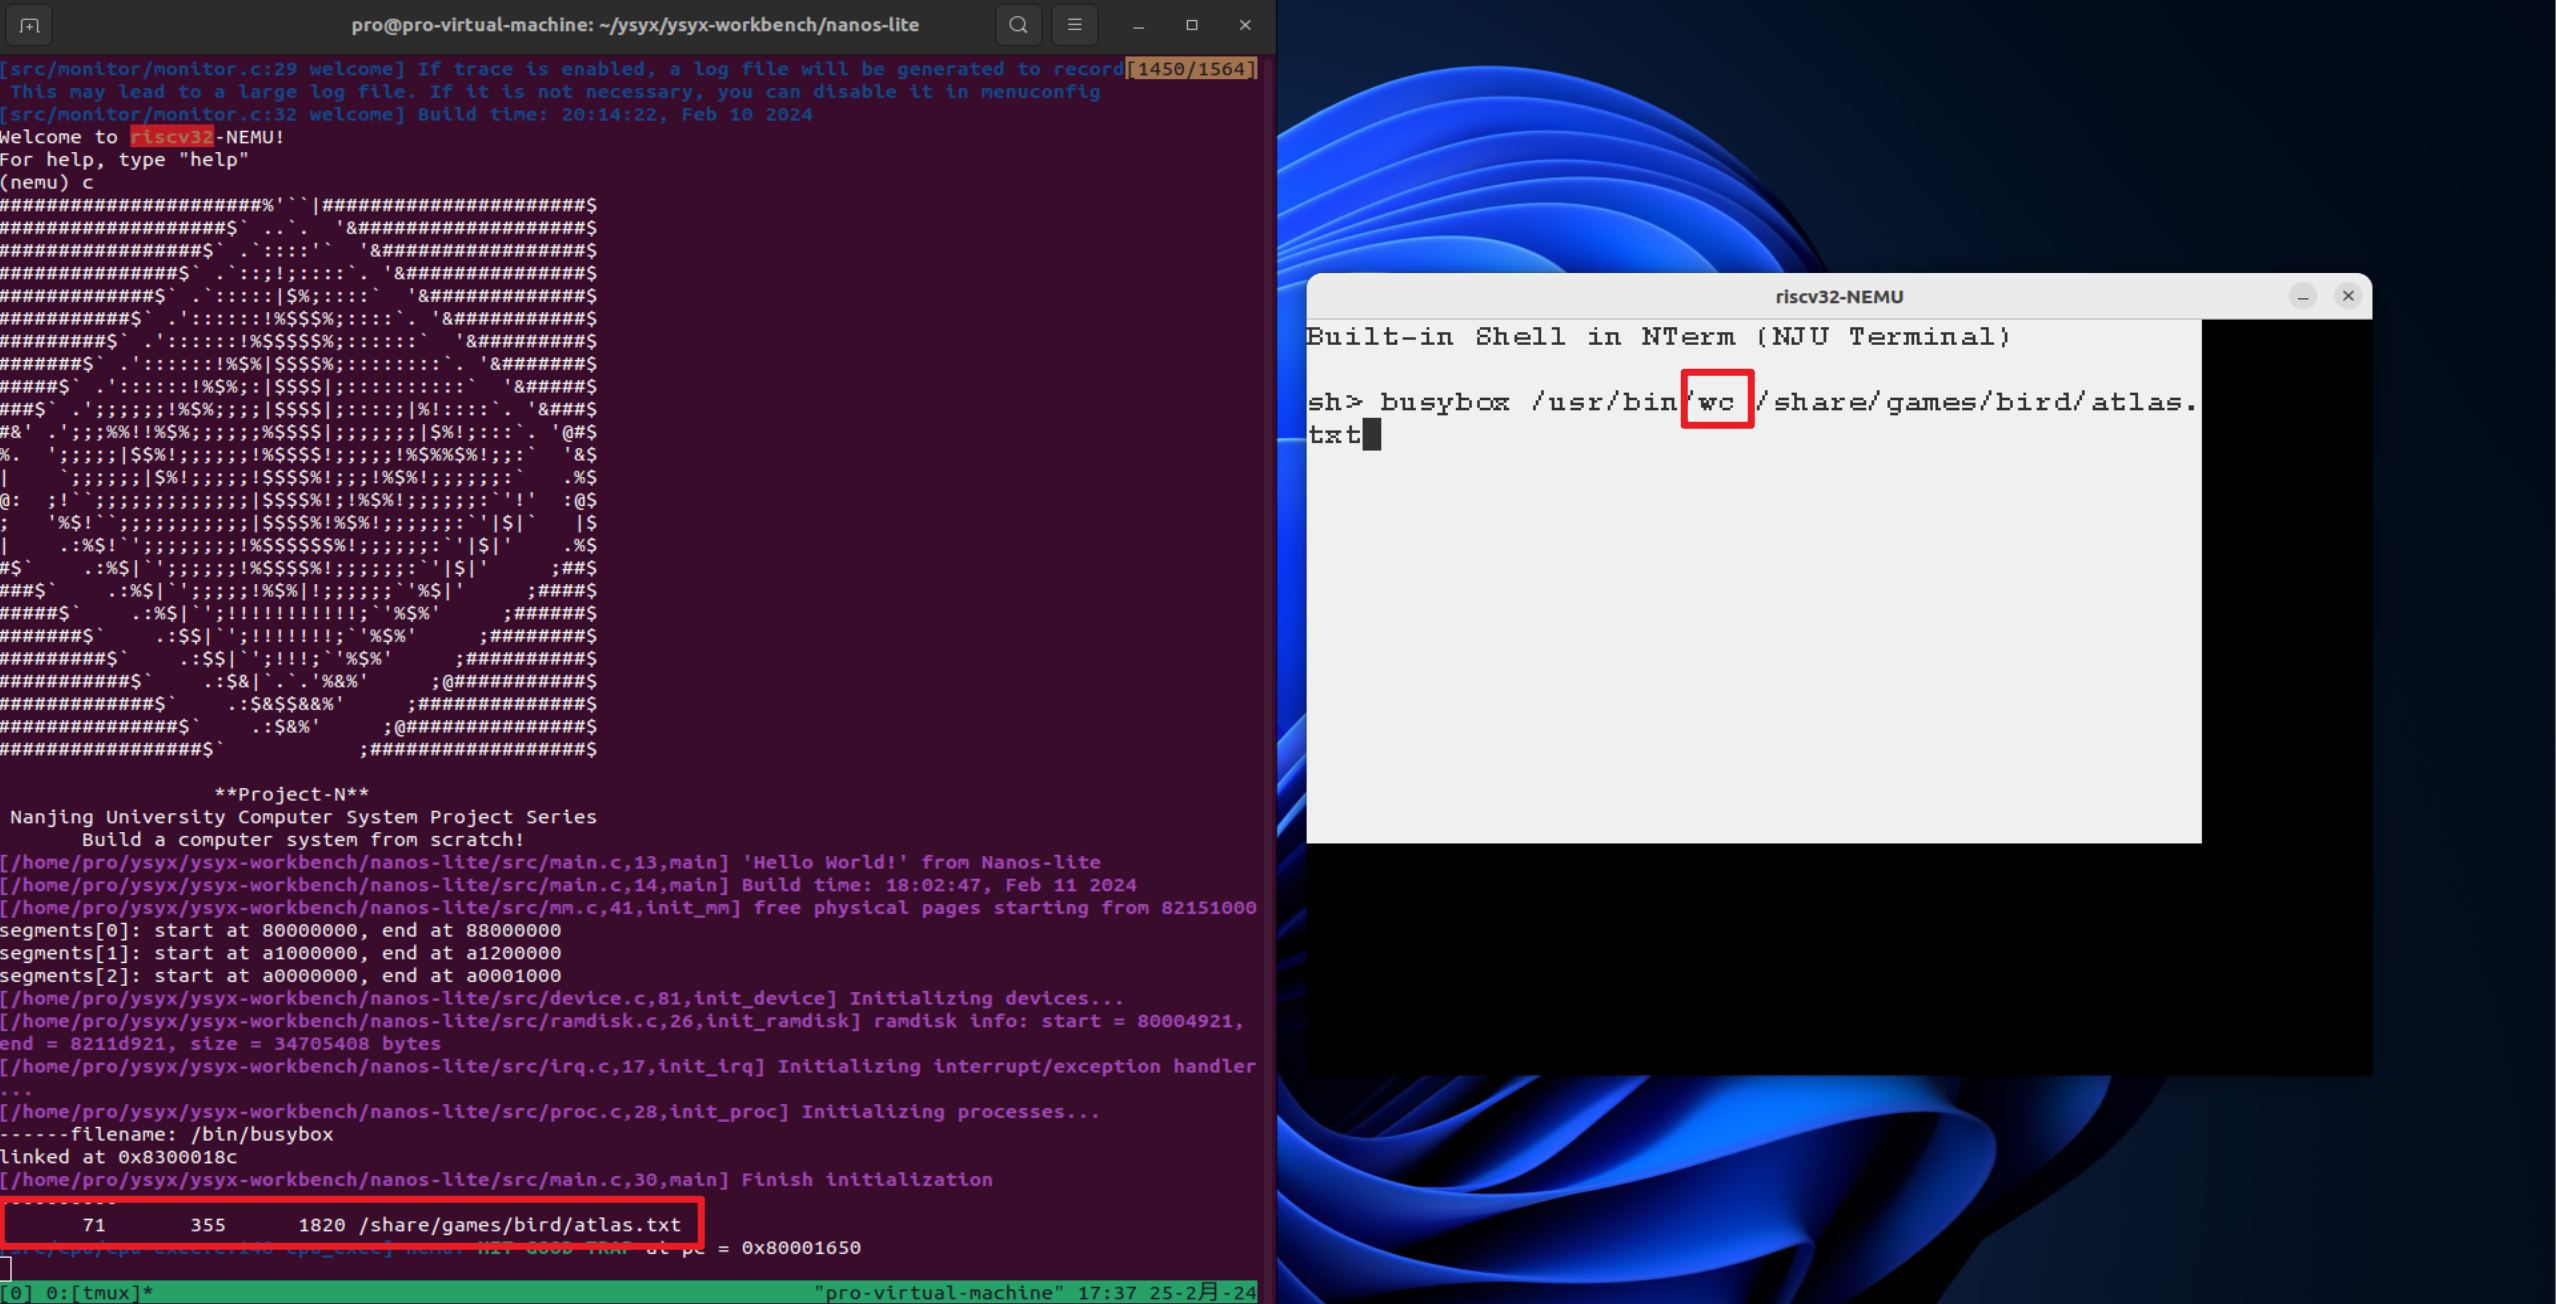 pro@pro-virtual-machine: ~/ysyx/ysyx-workbench/nanos-lite
[src/monitor/monitor.c:29 welcome] If trace is enabled, a log file will be generated to record[1450/1564]
This may lead to a large log file. If it is not necessary, you can disable it in menuconfig
[src/monitor/monitor.c:32 welcome] Build time: 20:14:22, Feb 10 2024
Welcome to riscv32-NEMU!
For help, type "help"
(nemu) c
**Project-N**
Nanjing University Computer System Project Series
Build a computer system from scratch!
[/home/pro/ysyx/ysyx-workbench/nanos-lite/src/main.c,13,main] 'Hello World!' from Nanos-lite
[/home/pro/ysyx/ysyx-workbench/nanos-lite/src/main.c,14,main] Build time: 18:02:47, Feb 11 2024
[/home/pro/ysyx/ysyx-workbench/nanos-lite/src/mm.c,41,init_mm] free physical pages starting from 82151000
segments[0]: start at 80000000, end at 88000000
segments[1]: start at a1000000, end at a1200000
segments[2]: start at a0000000, end at a0001000
[/home/pro/ysyx/ysyx-workbench/nanos-lite/src/device.c,81,init_device] Initializing devices...
[/home/pro/ysyx/ysyx-workbench/nanos-lite/src/ramdisk.c,26,init_ramdisk] ramdisk info: start = 80004921,
end = 8211d921, size = 34705408 bytes
[/home/pro/ysyx/ysyx-workbench/nanos-lite/src/irq.c,17,init_irq] Initializing interrupt/exception handler
...
[/home/pro/ysyx/ysyx-workbench/nanos-lite/src/proc.c,28,init_proc] Initializing processes...
------filename: /bin/busybox
linked at 0x8300018c
[/home/pro/ysyx/ysyx-workbench/nanos-lite/src/main.c,30,main] Finish initialization
----------
71 355 1820 /share/games/bird/atlas.txt
[src/cpu/cpu-exec.c:148 cpu_exec] nemu: HIT GOOD TRAP at pc = 0x80001650
[0] 0:[tmux]* "pro-virtual-machine" 17:37 25-2月-24
riscv32-NEMU
Built-in Shell in NTerm (NJU Terminal)
sh> busybox /usr/bin/wc /share/games/bird/atlas.
txt